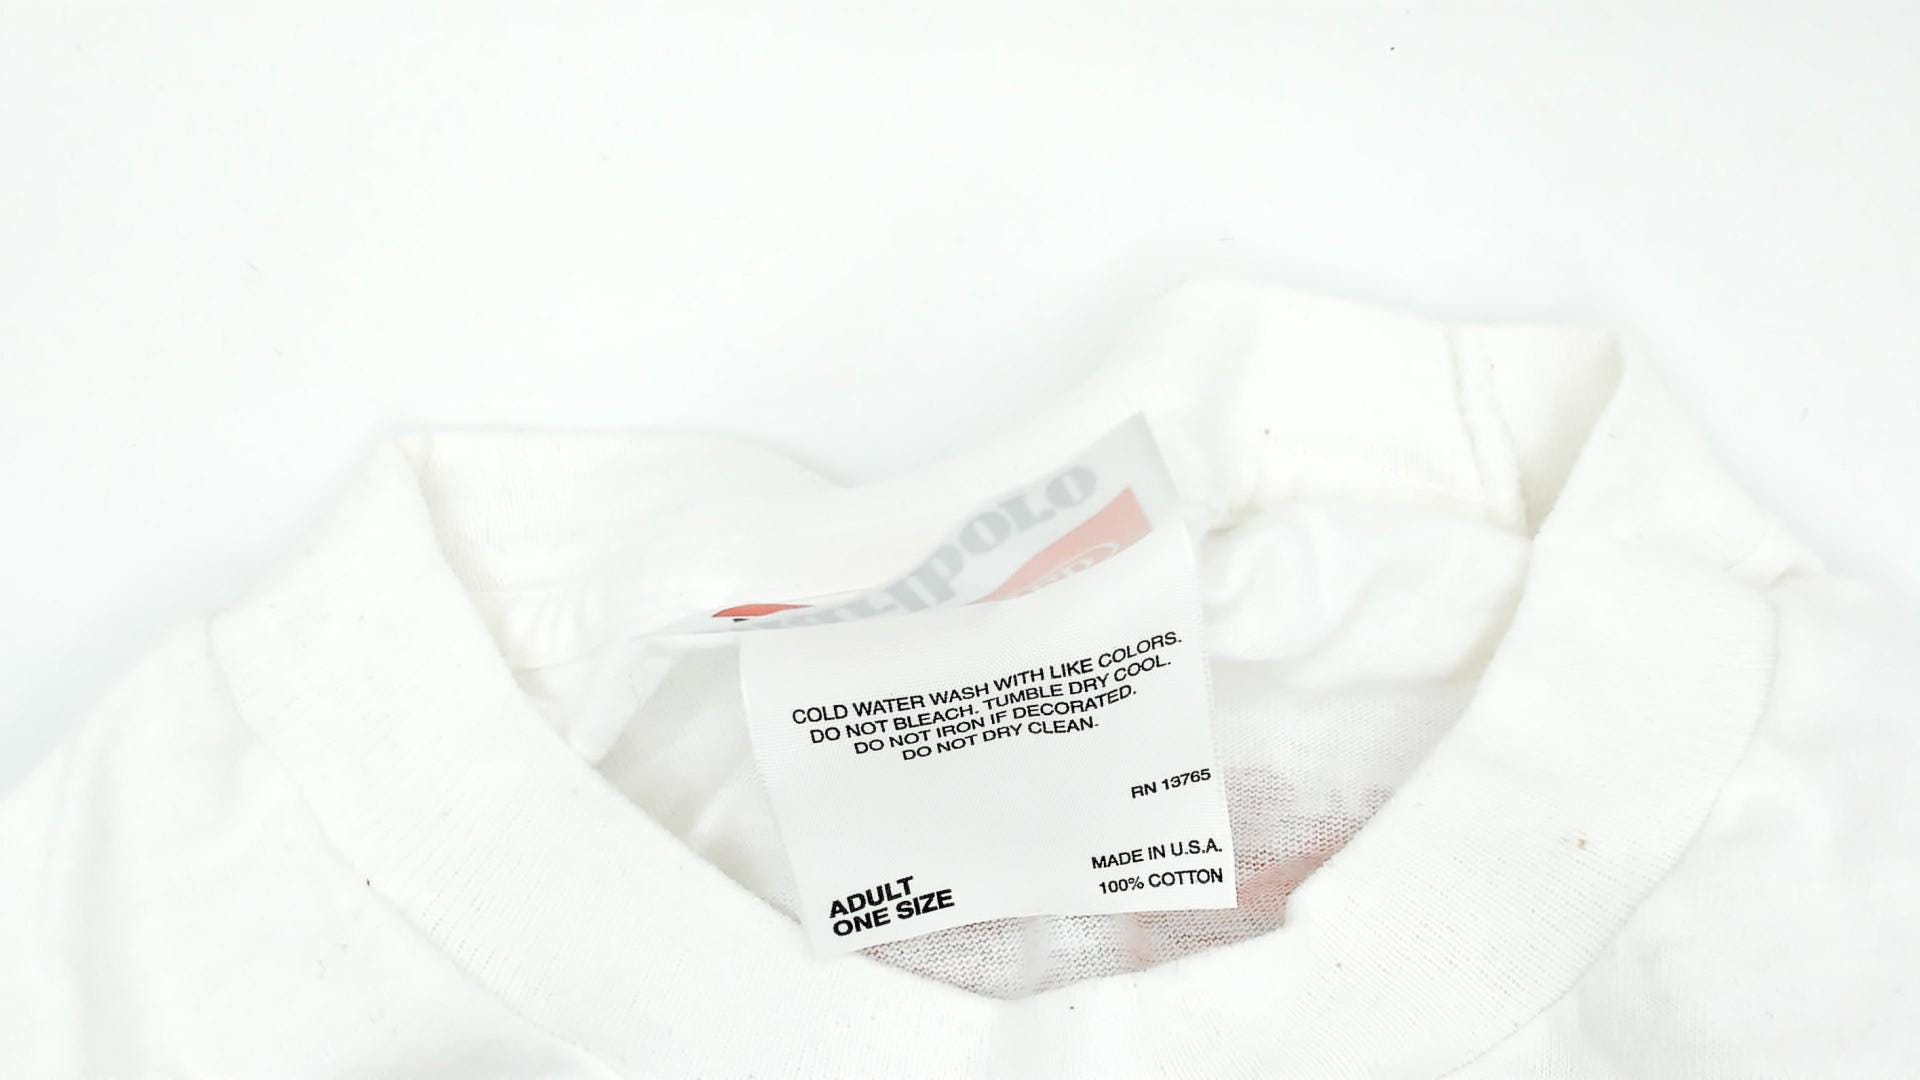 COLD WATER WASH WITH LIKE COLORS.
DO NOT BLEACH. TUMBLE DRY COOL.
DO NOT IRON IF DECORATED.
DO NOT DRY CLEAN.
RN 13765
MADE IN U.S.A.
100% COTTON
ADULT
ONE SIZE